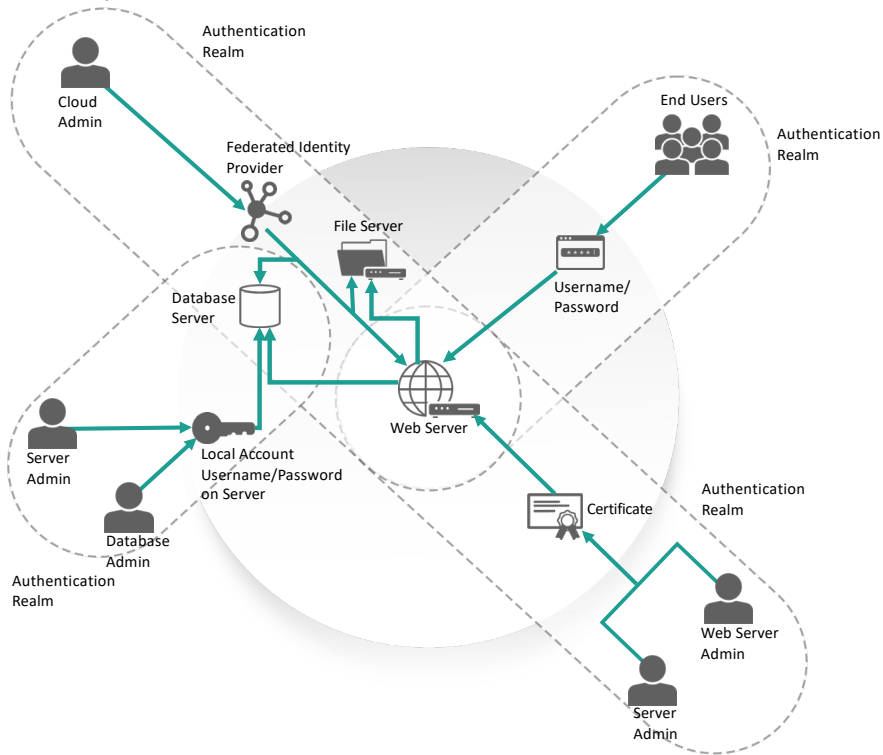 Authentication
Realm
Cloud
Admin
End Users
Authentication
Realm
Federated Identity
Provider
File Server
Database
Server
Username/
Password
Web Server
Server
Admin
Local Account
Username/Password
on Server
Database
Admin
Authentication
Realm
Certificate
Authentication
Realm
Web Server
Admin
Server
Admin